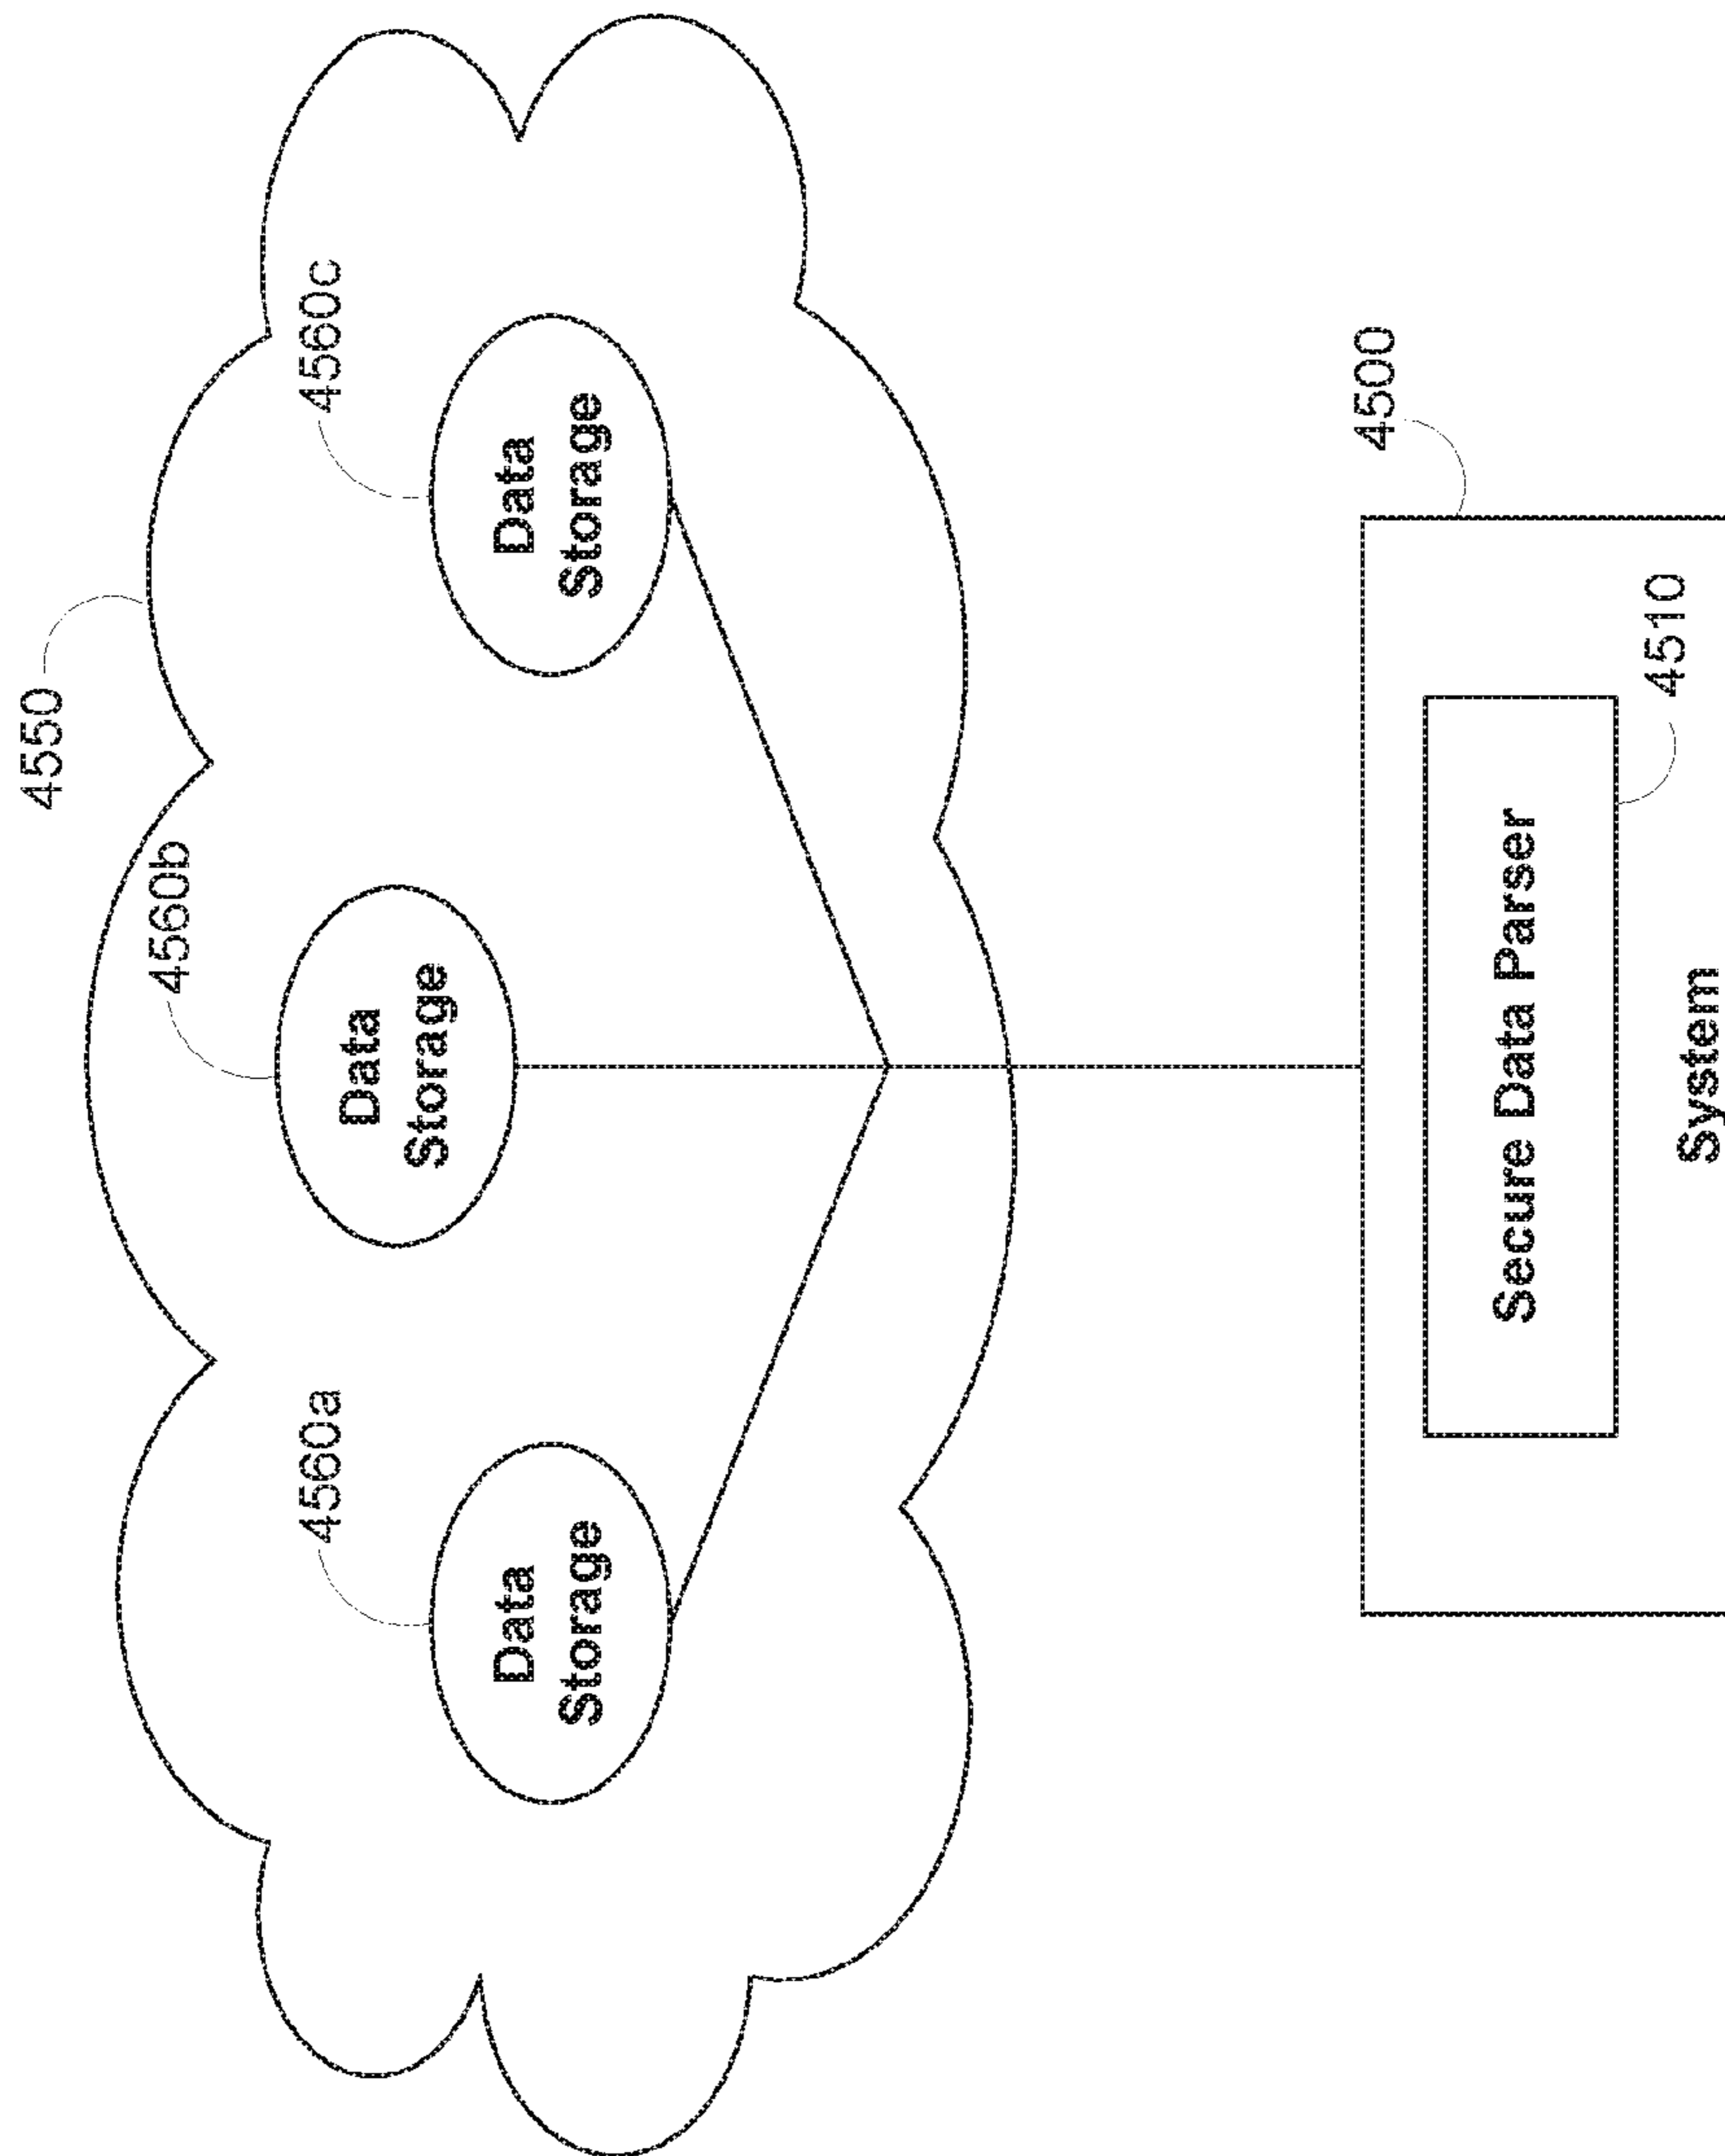 4550
4560b
4560a
4560c
Data
Storage
Data
Storage
Data
Storage
4500
Secure Data Parser
4510
System